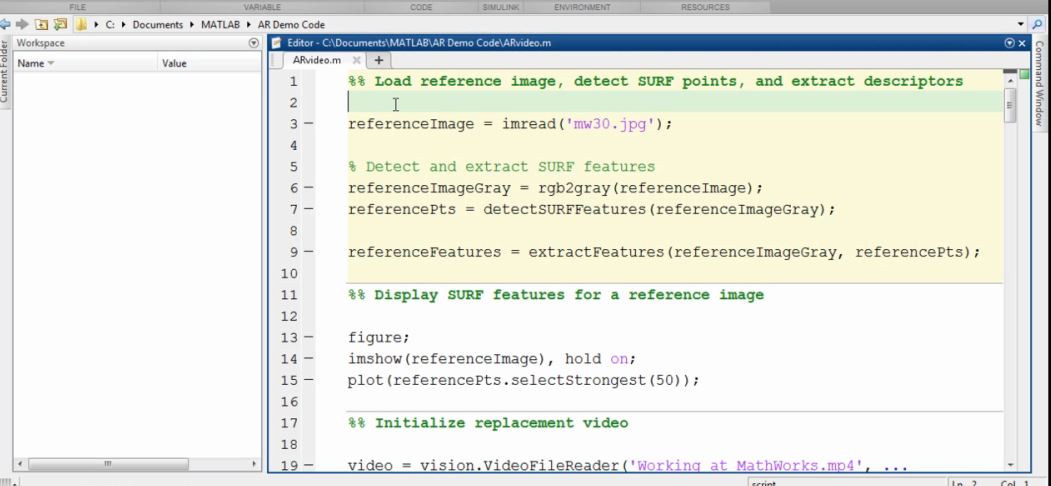 FILE VARIABLE CODE SIMULINK ENVIRONMENT RESOURCES
C: Documents MATLAB AR Demo Code
Workspace
Name Value
Current Folder
Editor - C:\Documents\MATLAB\AR Demo Code\ARvideo.m
ARvideo.m
1 %% Load reference image, detect SURF points, and extract descriptors
2
3 – referenceImage = imread('mw30.jpg');
4
5 % Detect and extract SURF features
6 – referenceImageGray = rgb2gray(referenceImage);
7 – referencePts = detectSURFFeatures(referenceImageGray);
8
9 – referenceFeatures = extractFeatures(referenceImageGray, referencePts);
10
11 %% Display SURF features for a reference image
12
13 – figure;
14 – imshow(referenceImage), hold on;
15 – plot(referencePts.selectStrongest(50));
16
17 %% Initialize replacement video
18
19 – video = vision.VideoFileReader('Working at MathWorks.mp4', ...
Command Window
script Ln 2 Col 1